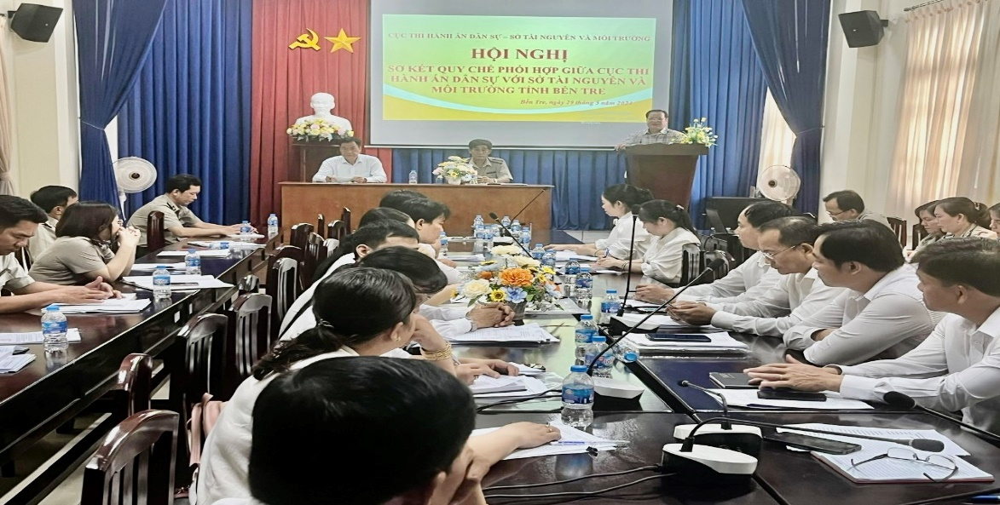 CỤC THI HÀNH ÁN DÂN SỰ – SỞ TÀI NGUYÊN VÀ MÔI TRƯỜNG
HỘI NGHỊ
SƠ KẾT QUY CHẾ PHỐI HỢP GIỮA CỤC THI
HÀNH ÁN DÂN SỰ VỚI SỞ TÀI NGUYÊN VÀ
MÔI TRƯỜNG TỈNH BẾN TRE
Bến Tre, ngày 29 tháng 3 năm